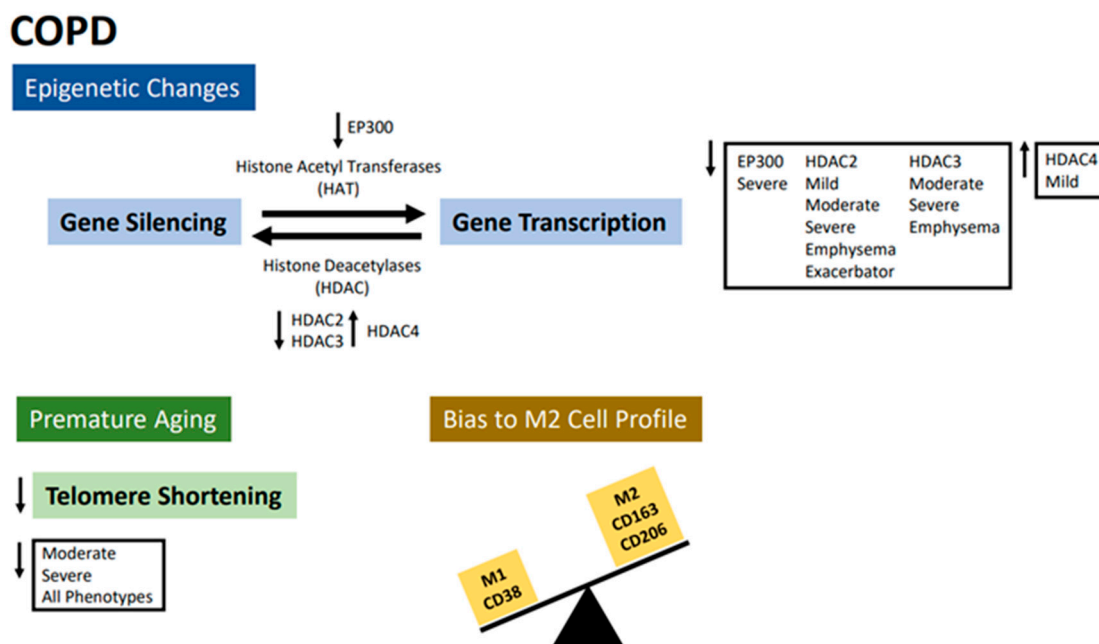 COPD
Epigenetic Changes
EP300
Histone Acetyl Transferases
(HAT)
Gene Silencing
Gene Transcription
Histone Deacetylases
(HDAC)
HDAC2
HDAC3
HDAC4
EP300
Severe
HDAC2
Mild
Moderate
Severe
Emphysema
Exacerbator
HDAC3
Moderate
Severe
Emphysema
HDAC4
Mild
Premature Aging
Telomere Shortening
Moderate
Severe
All Phenotypes
Bias to M2 Cell Profile
M1
CD38
M2
CD163
CD206